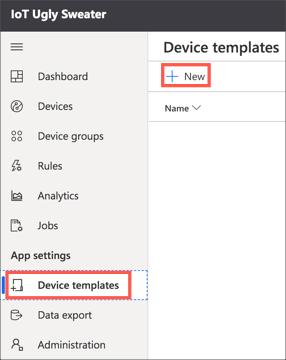 IoT Ugly Sweater
Device templates
New
Name
Dashboard
Devices
Device groups
Rules
Analytics
Jobs
App settings
Device templates
Data export
Administration